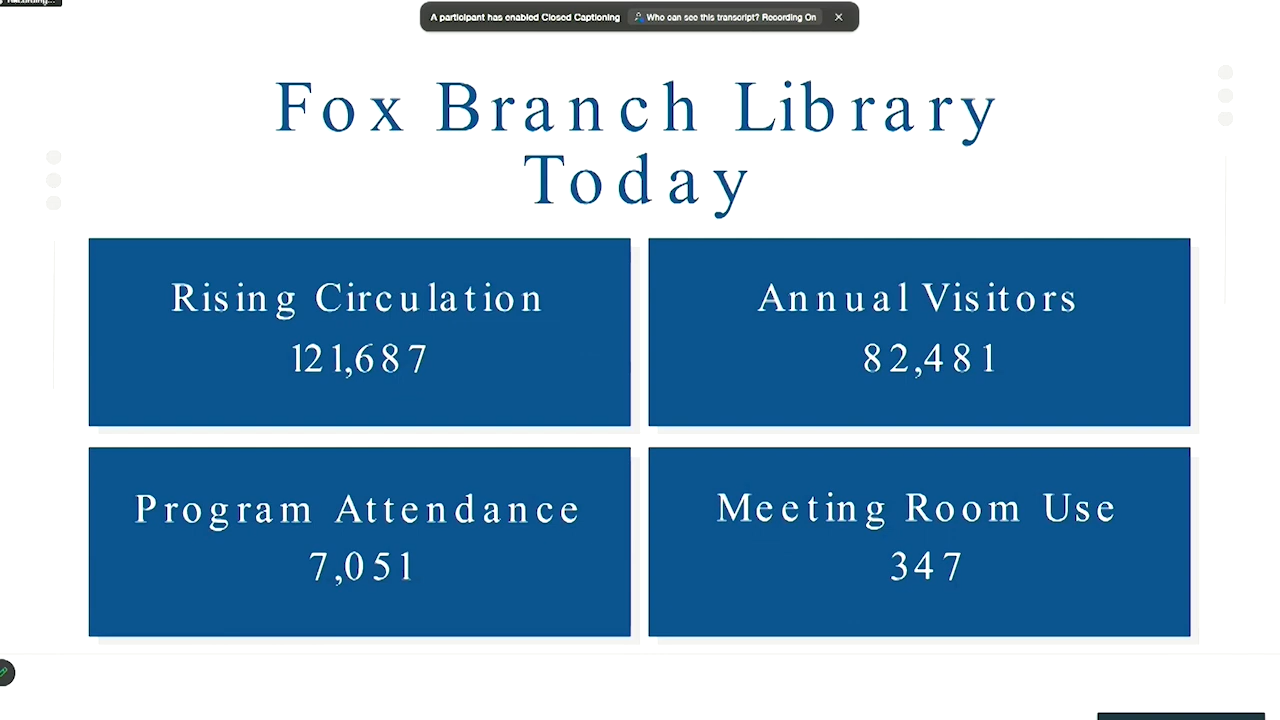 A participant has enabled Closed Captioning
Who can see this transcript? Recording On
Fox Branch Library
Today
Rising Circulation
121,687
Annual Visitors
82,481
Program Attendance
7,051
Meeting Room Use
347